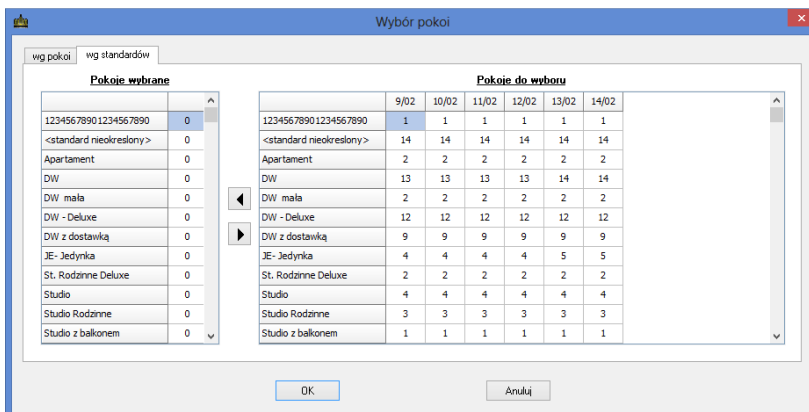 Wybór pokoi
x
wg pokoi wg standardów
Pokoje wybrane
12345678901234567890 0
<standard nieokreslony> 0
Apartament 0
DW 0
DW mała 0
DW - Deluxe 0
DW z dostawką 0
JE- Jedynka 0
St. Rodzinne Deluxe 0
Studio 0
Studio Rodzinne 0
Studio z balkonem 0
Pokoje do wyboru
9/02 10/02 11/02 12/02 13/02 14/02
12345678901234567890 1 1 1 1 1 1
<standard nieokreslony> 14 14 14 14 14 14
Apartament 2 2 2 2 2 2
DW 13 13 13 13 14 14
DW mała 2 2 2 2 2 2
DW - Deluxe 12 12 12 12 12 12
DW z dostawką 9 9 9 9 9 9
JE- Jedynka 4 4 4 4 5 5
St. Rodzinne Deluxe 2 2 2 2 2 2
Studio 4 4 4 4 4 4
Studio Rodzinne 3 3 3 3 3 3
Studio z balkonem 1 1 1 1 1 1
OK Anuluj